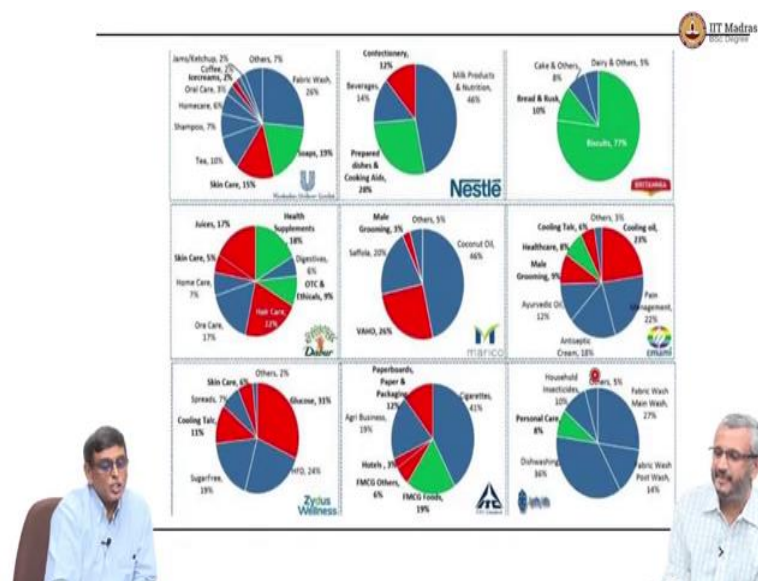 IIT Madras
BSc Degree
Jams/Ketchup, 2%
Others, 7%
Coffee, 2%
Icecreams, 2%
Oral Care, 3%
Fabric Wash,
26%
Homecare, 6%
Shampoo, 7%
Tea, 10%
Soaps, 19%
Skin Care, 15%
Confectionery,
12%
Beverages,
14%
Milk Products
& Nutrition,
46%
Prepared
dishes &
Cooking Aids,
28%
Nestlé
Cake & Others,
8%
Dairy & Others, 5%
Bread & Rusk,
10%
Biscuits, 77%
BRITANNIA
Juices, 17%
Health
Supplements
18%
Skin Care, 5%
Digestives,
6%
Home Care,
7%
OTC &
Ethicals, 9%
Hair Care,
Ore Care,
17%
Dabur
Male
Grooming, 3%
Others, 5%
Saffola, 20%
Coconut Oil,
46%
VAHO, 26%
marico
Cooling Talc, 6%
Others, 3%
Cooling oil,
23%
Healthcare, 8%
Male
Grooming, 9%
Ayurvedic Oil,
12%
Pain
Management,
22%
Antiseptic
Cream, 18%
emami
Skin Care, 6%
Others, 2%
Spreads, 7%
Glucose, 31%
Cooling Talc,
11%
Sugarfree,
19%
HFD, 24%
Zydus
Wellness
Paperboards,
Paper &
Packaging,
12%
Cigarettes,
41%
Agri Business,
19%
Hotels, 3%
FMCG Others,
6%
FMCG Foods,
19%
Household
Insecticides,
10%
Others, 5%
Fabric Wash
Main Wash,
27%
Personal Care,
8%
Dishwashing,
36%
Fabric Wash
Post Wash,
14%